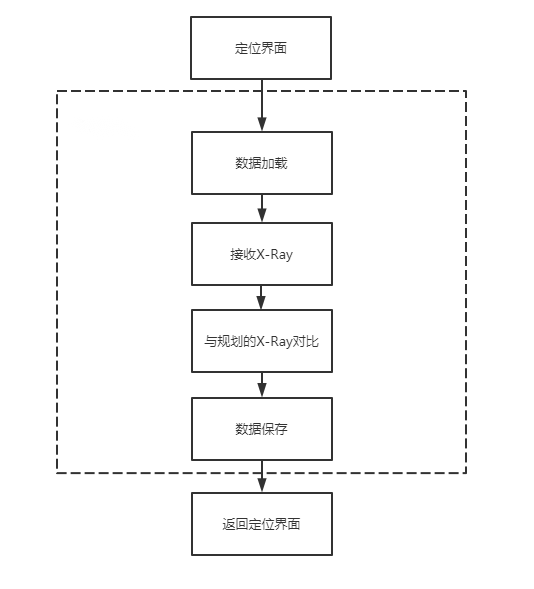 定位界面
数据加载
接收X-Ray
与规划的X-Ray对比
数据保存
返回定位界面